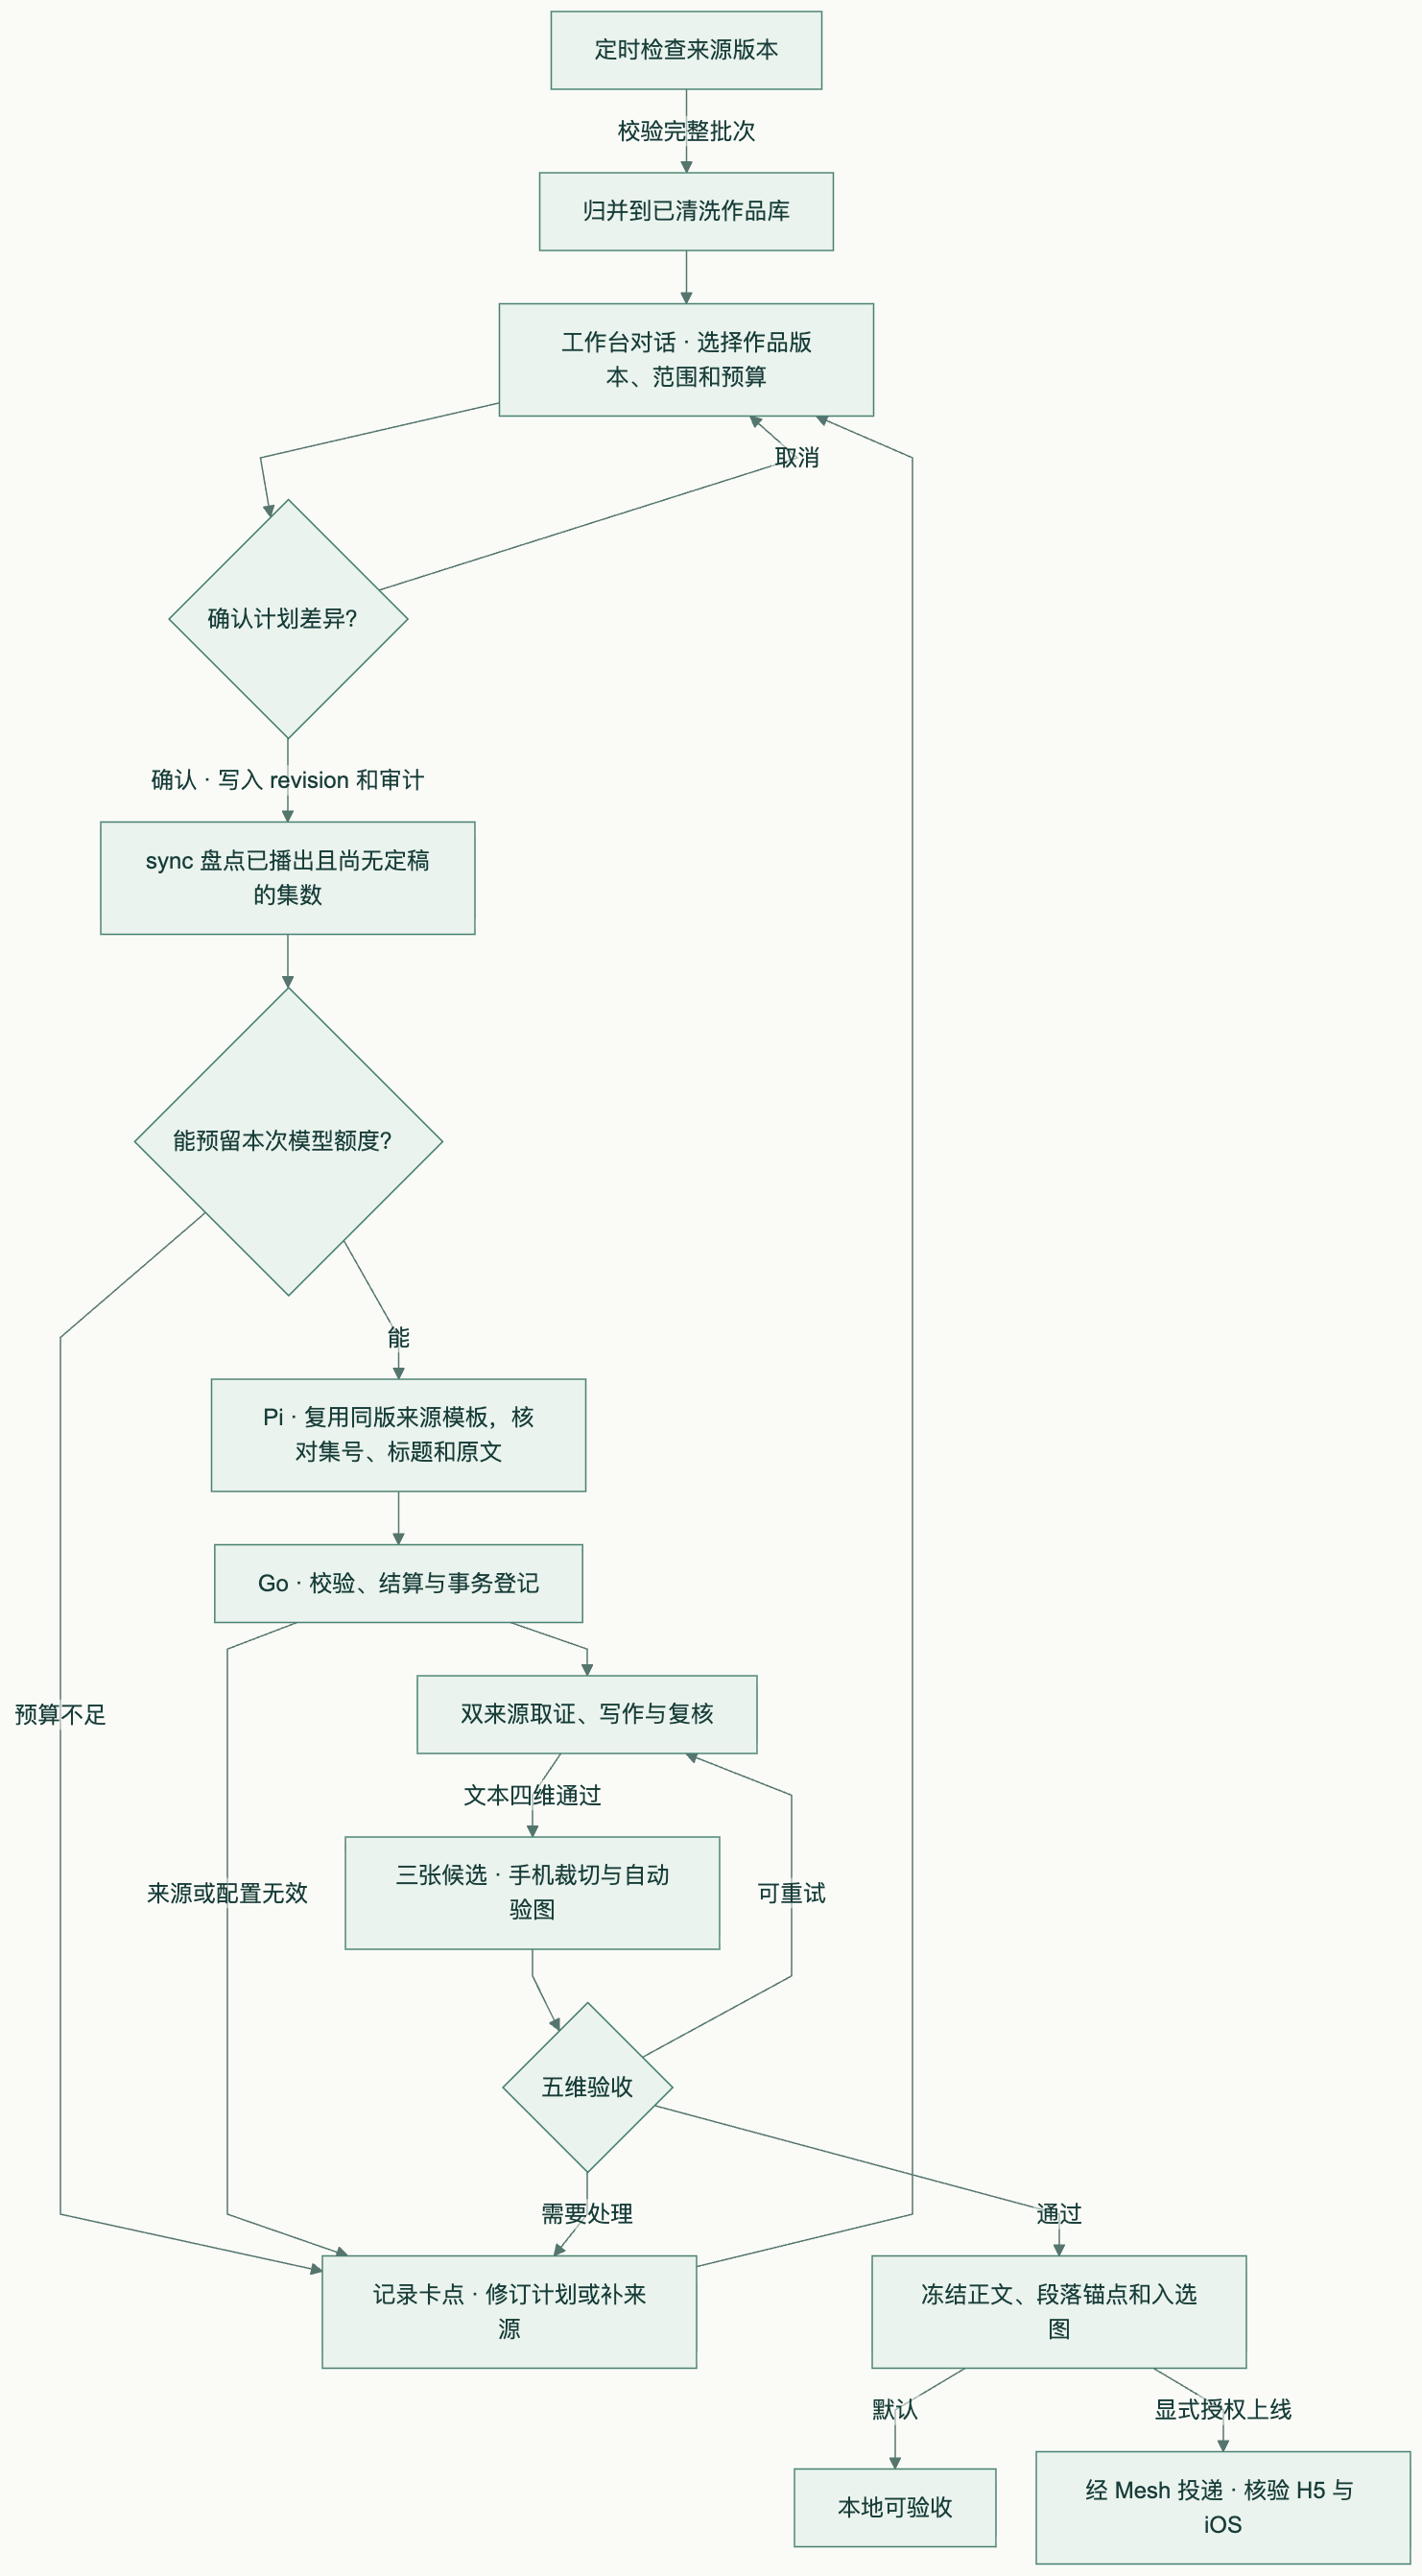 定时检查来源版本
校验完整批次
归并到已清洗作品库
工作台对话 · 选择作品版
本、范围和预算
取消
确认计划差异?
确认 · 写入 revision 和审计
sync 盘点已播出且尚无定稿
的集数
能预留本次模型额度?
能
Pi · 复用同版来源模板，核
对集号、标题和原文
Go · 校验、结算与事务登记
双来源取证、写作与复核
预算不足
文本四维通过
三张候选 · 手机裁切与自动
验图
来源或配置无效
可重试
五维验收
需要处理
通过
记录卡点 · 修订计划或补来
源
冻结正文、段落锚点和入选
图
默认
显式授权上线
本地可验收
经 Mesh 投递 · 核验 H5 与
iOS